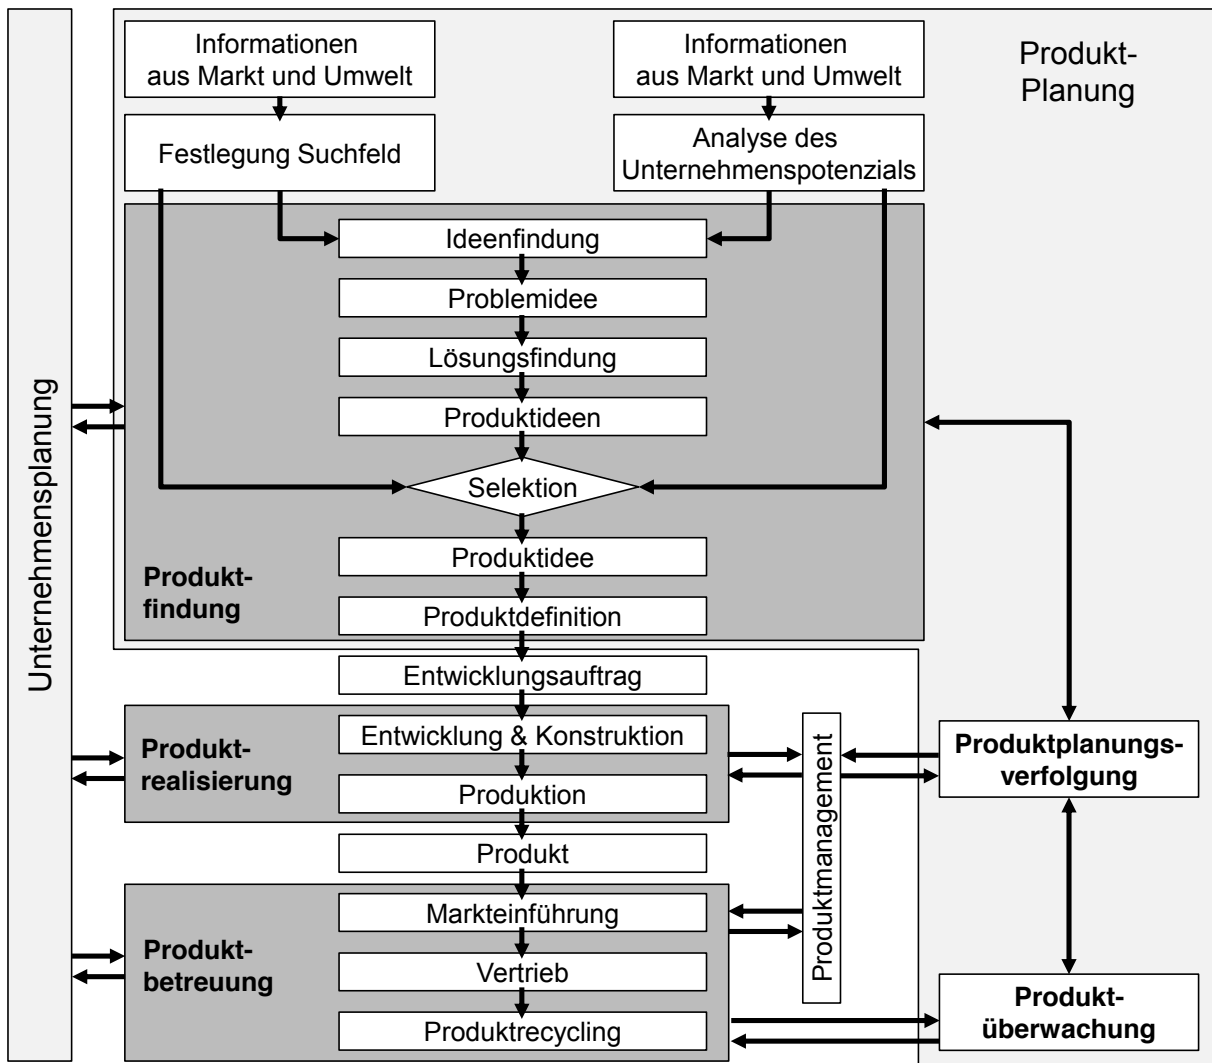 Informationen
aus Markt und Umwelt
Informationen
aus Markt und Umwelt
Produkt-
Planung
Festlegung Suchfeld
Analyse des
Unternehmenspotenzials
Ideenfindung
Problemidee
Lösungsfindung
Produktideen
Selektion
Produktidee
Produktdefinition
Produkt-
findung
Unternehmensplanung
Entwicklungsauftrag
Produkt-
realisierung
Entwicklung & Konstruktion
Produktion
Produktmanagement
Produktplanungs-
verfolgung
Produkt
Produkt-
betreuung
Markteinführung
Vertrieb
Produktrecycling
Produkt-
überwachung